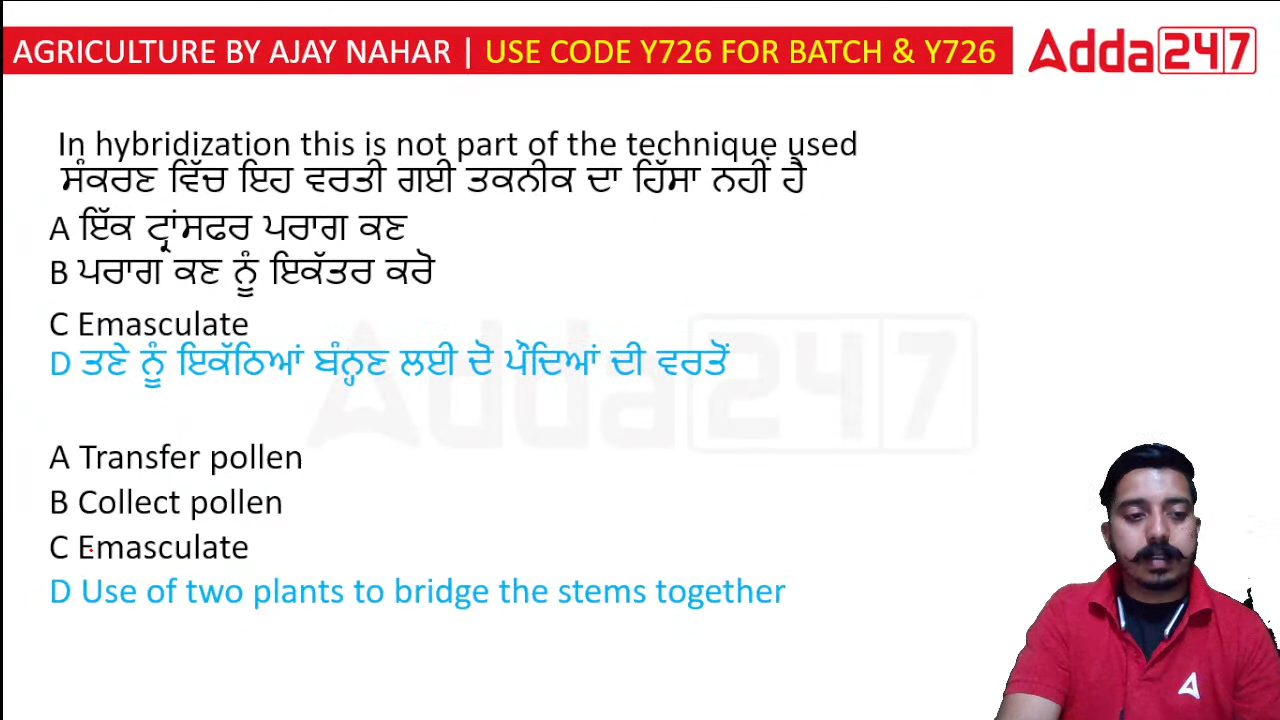 AGRICULTURE BY AJAY NAHAR | USE CODE Y726 FOR BATCH & Y726
Adda247
In hybridization this is not part of the technique used
ਸੰਕਰਣ ਵਿੱਚ ਇਹ ਵਰਤੀ ਗਈ ਤਕਨੀਕ ਦਾ ਹਿੱਸਾ ਨਹੀਂ ਹੈ
A ਇੱਕ ਟ੍ਰਾਂਸਫਰ ਪਰਾਗ ਕਣ
B ਪਰਾਗ ਕਣ ਨੂੰ ਇਕੱਤਰ ਕਰੋ
C Emasculate
D ਤਣੇ ਨੂੰ ਇਕੱਠਿਆਂ ਬੰਨ੍ਹਣ ਲਈ ਦੋ ਪੌਦਿਆਂ ਦੀ ਵਰਤੋਂ
Adda247
A Transfer pollen
B Collect pollen
C Emasculate
D Use of two plants to bridge the stems together